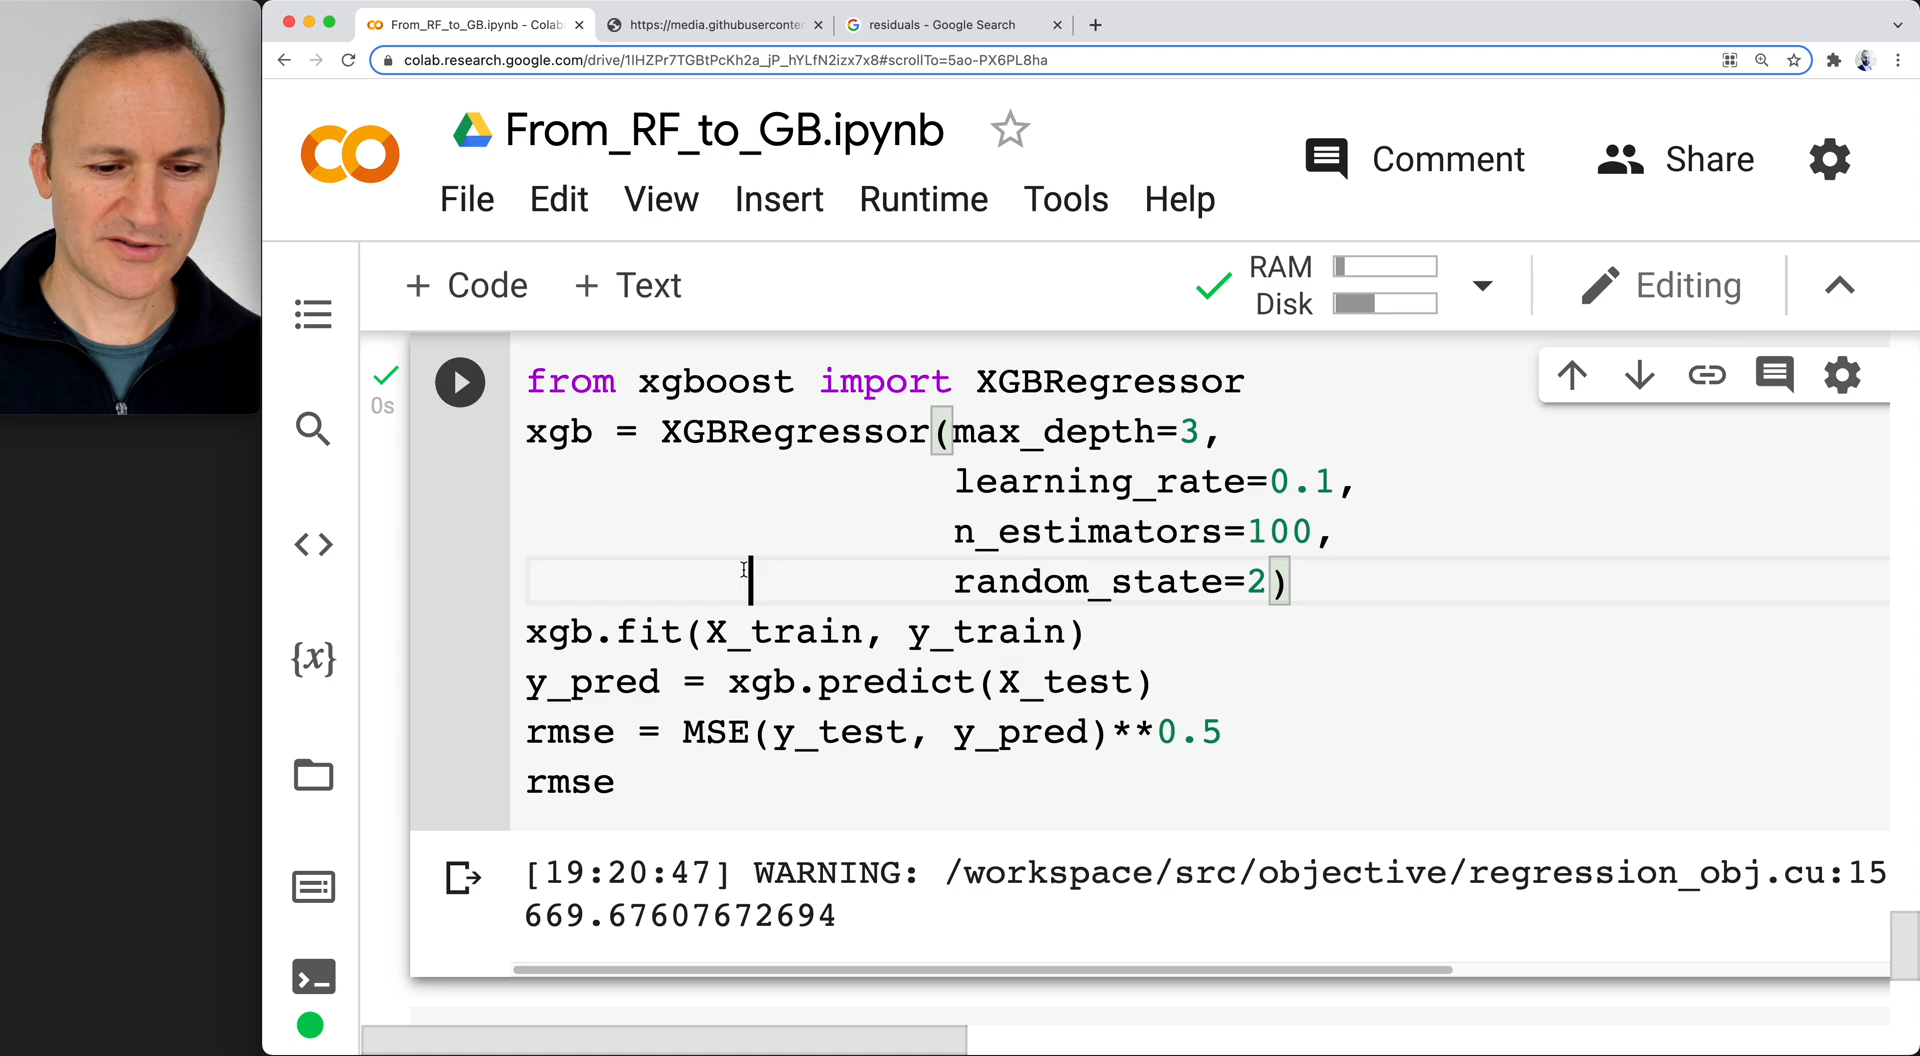 From_RF_to_GB.ipynb - Colab
https://media.githubuserconten
residuals - Google Search
colab.research.google.com/drive/1IHZPr7TGBtPcKh2a_jP_hYLfN2izx7x8#scrollTo=5ao-PX6PL8ha
From_RF_to_GB.ipynb
Comment
Share
File Edit View Insert Runtime Tools Help
+ Code + Text
RAM
Disk
Editing
0s
from xgboost import XGBRegressor
xgb = XGBRegressor(max_depth=3,
learning_rate=0.1,
n_estimators=100,
random_state=2)
xgb.fit(X_train, y_train)
y_pred = xgb.predict(X_test)
rmse = MSE(y_test, y_pred)**0.5
rmse
{x}
[19:20:47] WARNING: /workspace/src/objective/regression_obj.cu:15
669.67607672694